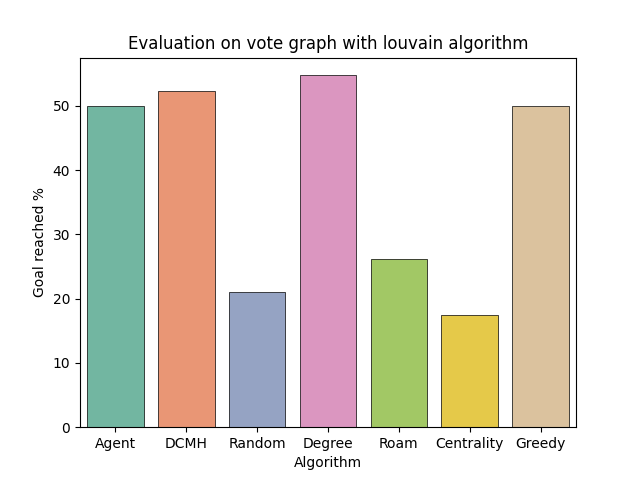 Evaluation on vote graph with louvain algorithm
Goal reached %
50
40
30
20
10
0
Agent DCMH Random Degree Roam Centrality Greedy
Algorithm